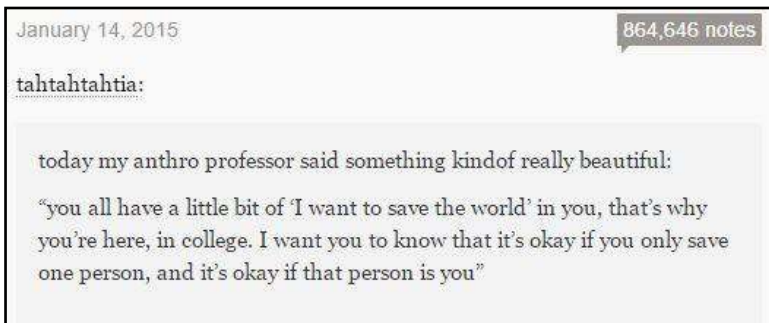 January 14, 2015
864,646 notes
tahtahtahtia:
today my anthro professor said something kindof really beautiful:
“you all have a little bit of ‘I want to save the world’ in you, that’s why
you’re here, in college. I want you to know that it’s okay if you only save
one person, and it’s okay if that person is you”